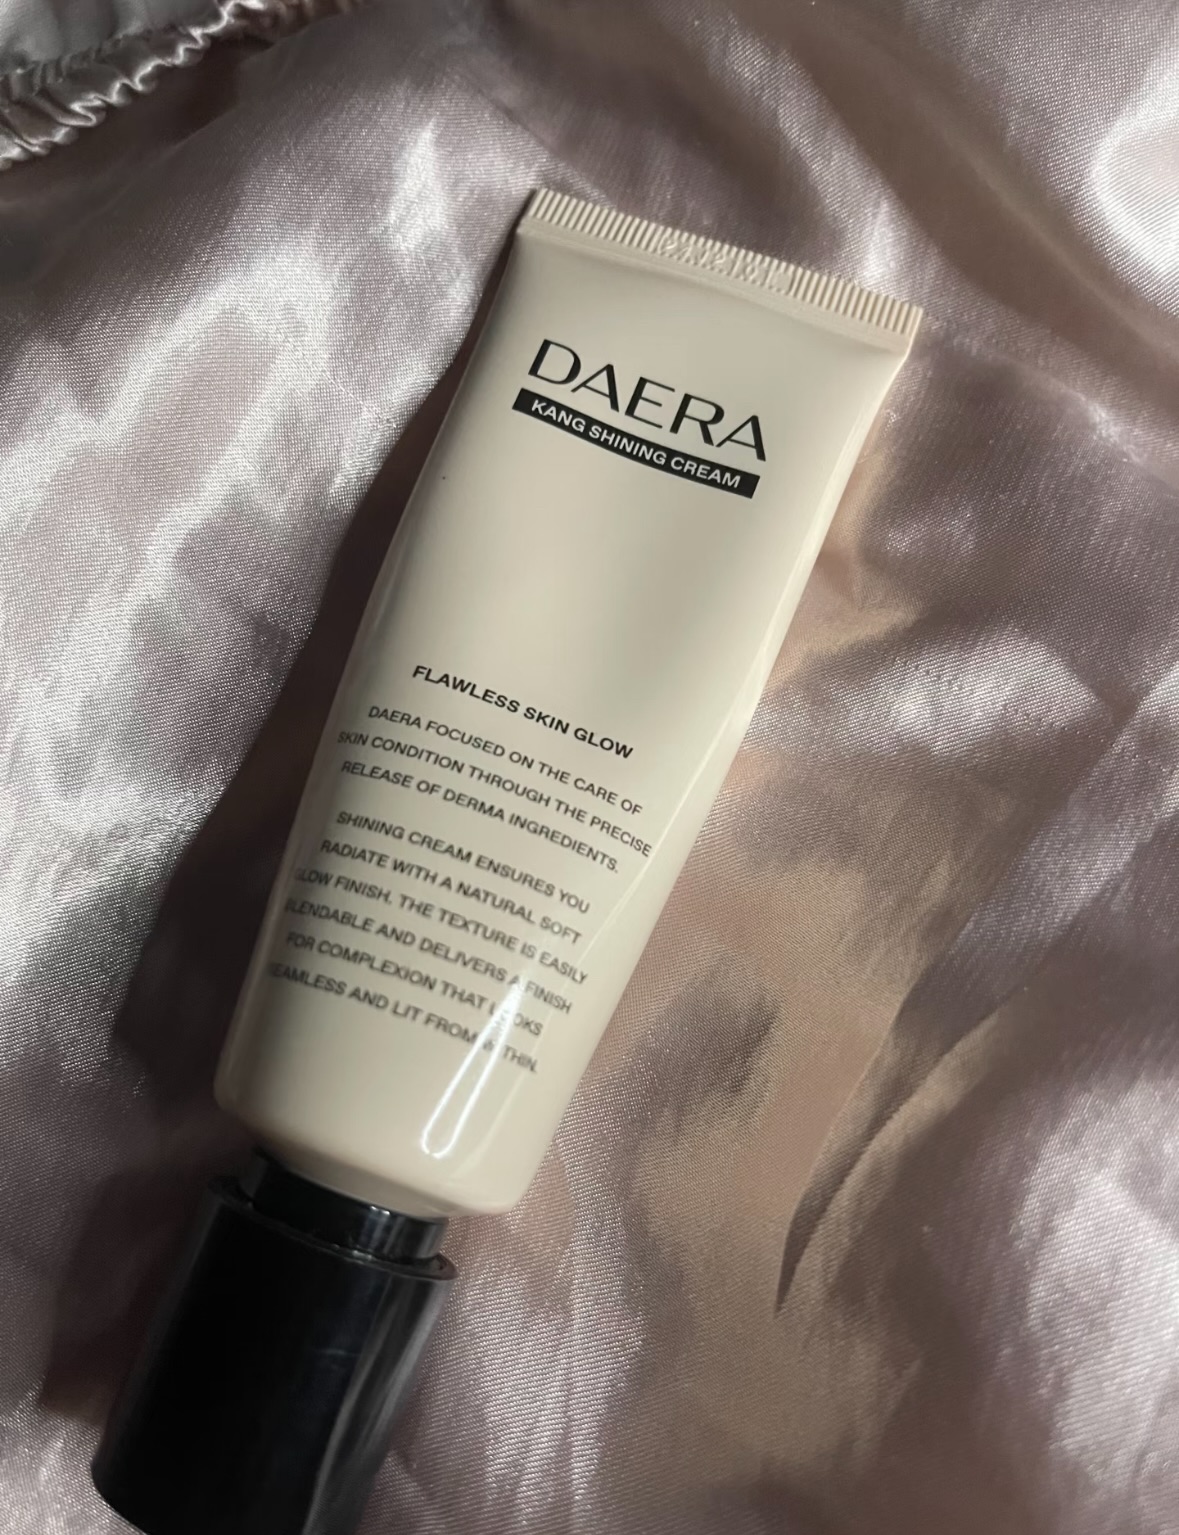 DAERA
KANG SHINING CREAM
FLAWLESS SKIN GLOW
DAERA FOCUSED ON THE CARE OF
SKIN CONDITION THROUGH THE PRECISE
RELEASE OF DERMA INGREDIENTS.
SHINING CREAM ENSURES YOU
RADIATE WITH A NATURAL SOFT
GLOW FINISH. THE TEXTURE IS EASILY
BLENDABLE AND DELIVERS A FINISH
FOR COMPLEXION THAT LOOKS
SEAMLESS AND LIT FROM WITHIN.